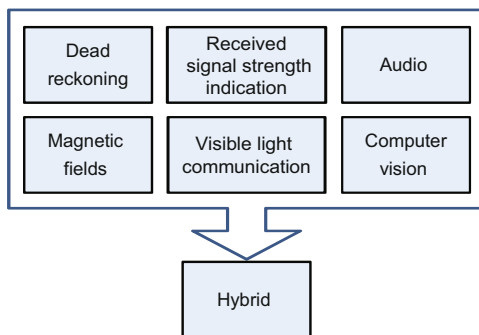 Dead
reckoning
Received
signal strength
indication
Audio
Magnetic
fields
Visible light
communication
Computer
vision
Hybrid